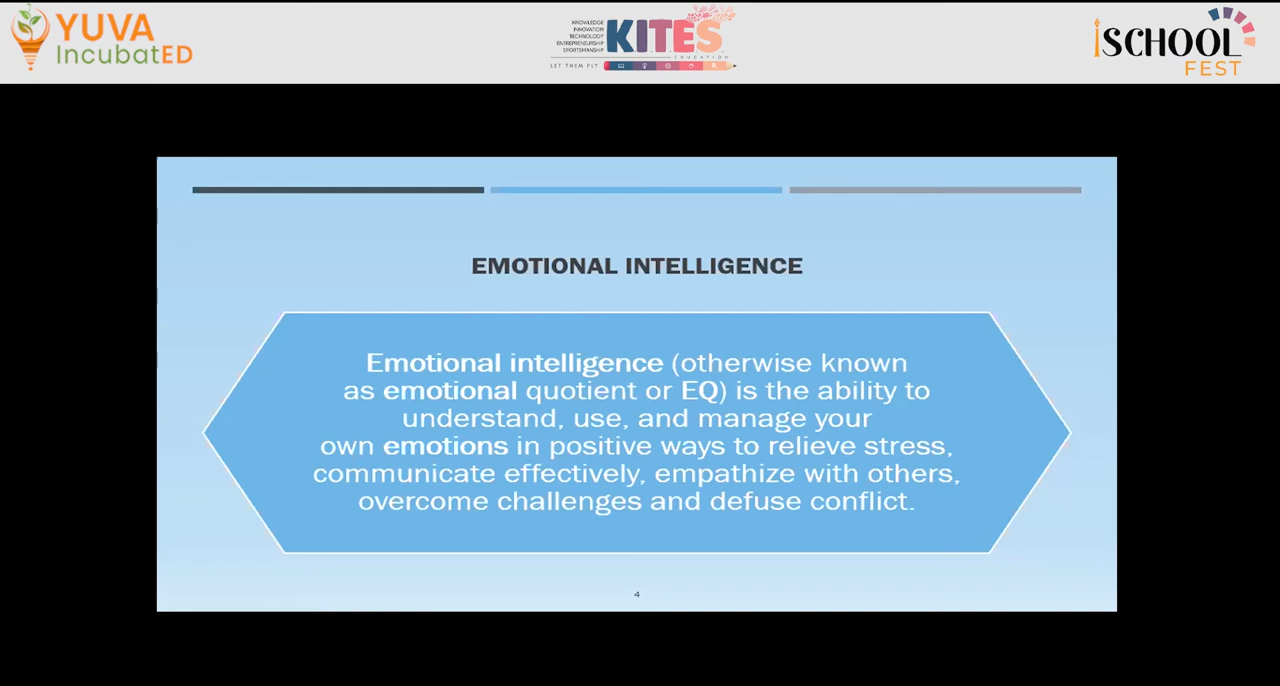 YUVA
IncubatED
KNOWLEDGE
INNOVATION
TECHNOLOGY
ENTREPRENEURSHIP
SPORTSMANSHIP
KITES
EDUCATION
LET THEM FLY
iSCHOOL
FEST
EMOTIONAL INTELLIGENCE
Emotional intelligence (otherwise known
as emotional quotient or EQ) is the ability to
understand, use, and manage your
own emotions in positive ways to relieve stress,
communicate effectively, empathize with others,
overcome challenges and defuse conflict.
4